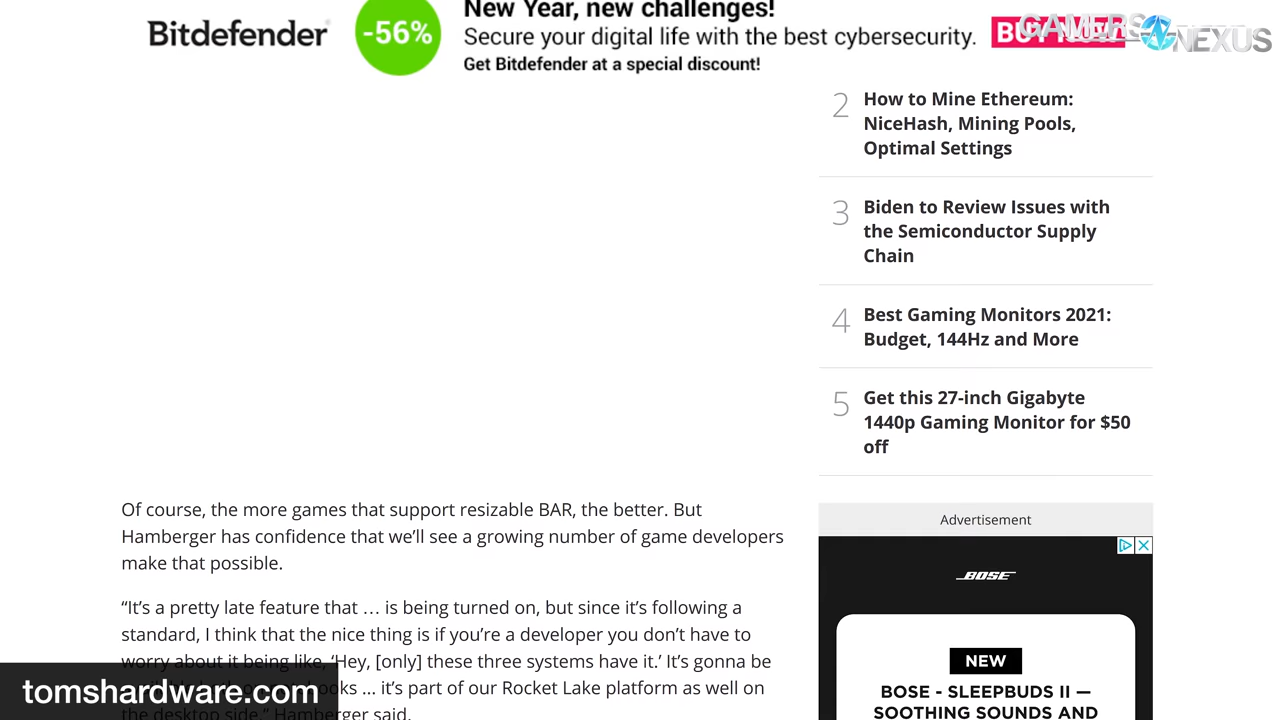 New Year, new challenges!
Bitdefender
-56%
Secure your digital life with the best cybersecurity.
Get Bitdefender at a special discount!
GAMERS NEXUS
2 How to Mine Ethereum:
NiceHash, Mining Pools,
Optimal Settings
3 Biden to Review Issues with
the Semiconductor Supply
Chain
4 Best Gaming Monitors 2021:
Budget, 144Hz and More
5 Get this 27-inch Gigabyte
1440p Gaming Monitor for $50
off
Of course, the more games that support resizable BAR, the better. But
Hamberger has confidence that we’ll see a growing number of game developers
make that possible.
“It’s a pretty late feature that … is being turned on, but since it’s following a
standard, I think that the nice thing is if you’re a developer you don’t have to
worry about it being like, ‘Hey, [only] these three systems have it.’ It’s gonna be
... it’s part of our Rocket Lake platform as well on
the desktop side,” Hamberger said.
tomshardware.com
Advertisement
BOSE
NEW
BOSE - SLEEPBUDS II —
SOOTHING SOUNDS AND